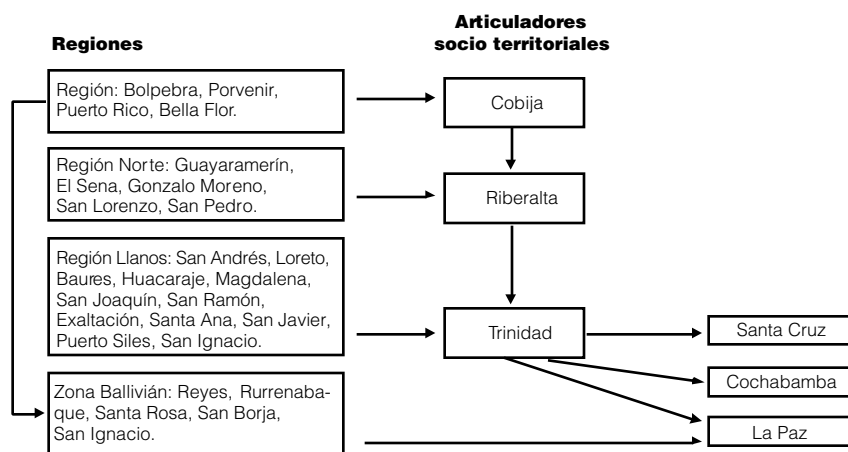 Regiones
Articuladores
socio territoriales
Región: Bolpebra, Porvenir,
Puerto Rico, Bella Flor.
Cobija
Región Norte: Guayaramerín,
El Sena, Gonzalo Moreno,
San Lorenzo, San Pedro.
Riberalta
Región Llanos: San Andrés, Loreto,
Baures, Huacaraje, Magdalena,
San Joaquín, San Ramón,
Exaltación, Santa Ana, San Javier,
Puerto Siles, San Ignacio.
Trinidad
Santa Cruz
Cochabamba
La Paz
Zona Ballivián: Reyes, Rurrenaba-
que, Santa Rosa, San Borja,
San Ignacio.